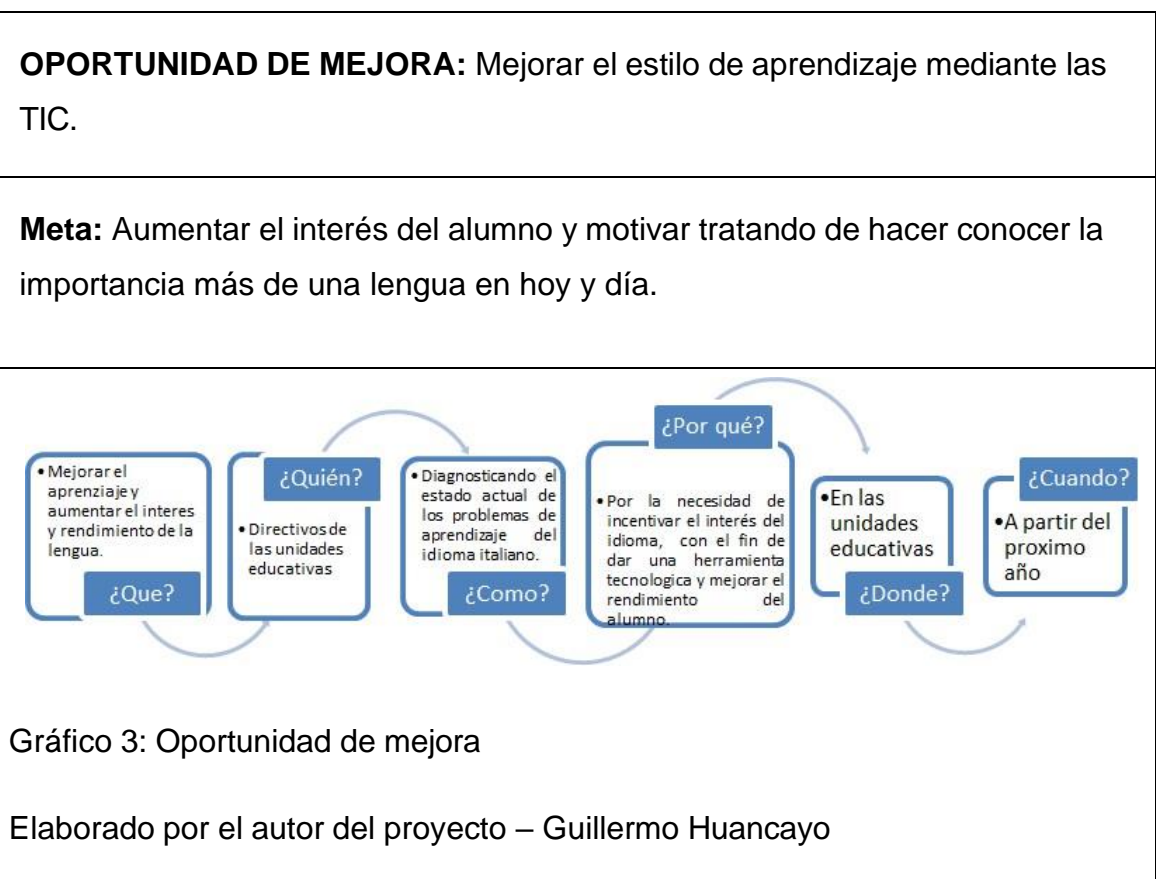 OPORTUNIDAD DE MEJORA: Mejorar el estilo de aprendizaje mediante las
TIC.
Meta: Aumentar el interés del alumno y motivar tratando de hacer conocer la
importancia más de una lengua en hoy y día.
•Mejorar el
aprenziaje y
aumentar el interes
y rendimiento de la
lengua.
¿Que?
¿Quién?
•Directivos de
las unidades
educativas
•Diagnosticando el
estado actual de
los problemas de
aprendizaje del
idioma italiano.
¿Como?
¿Por qué?
•Por la necesidad de
incentivar el interés del
idioma, con el fin de
dar una herramienta
tecnologica y mejorar el
rendimiento del
alumno.
•En las
unidades
educativas
¿Donde?
¿Cuando?
•A partir del
proximo
año
Gráfico 3: Oportunidad de mejora
Elaborado por el autor del proyecto – Guillermo Huancayo